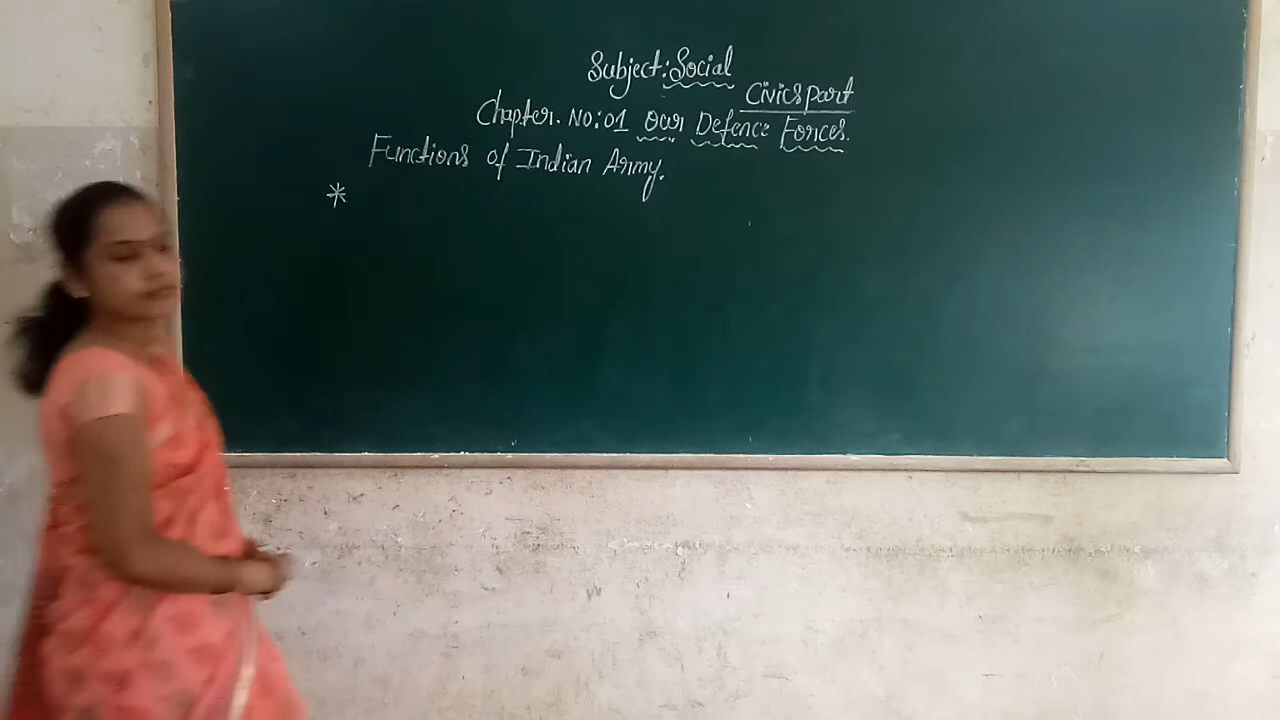 Subject: Social
Civics part
Chapter. No: 01 Our Defence Forces.
Functions of Indian Army.
*